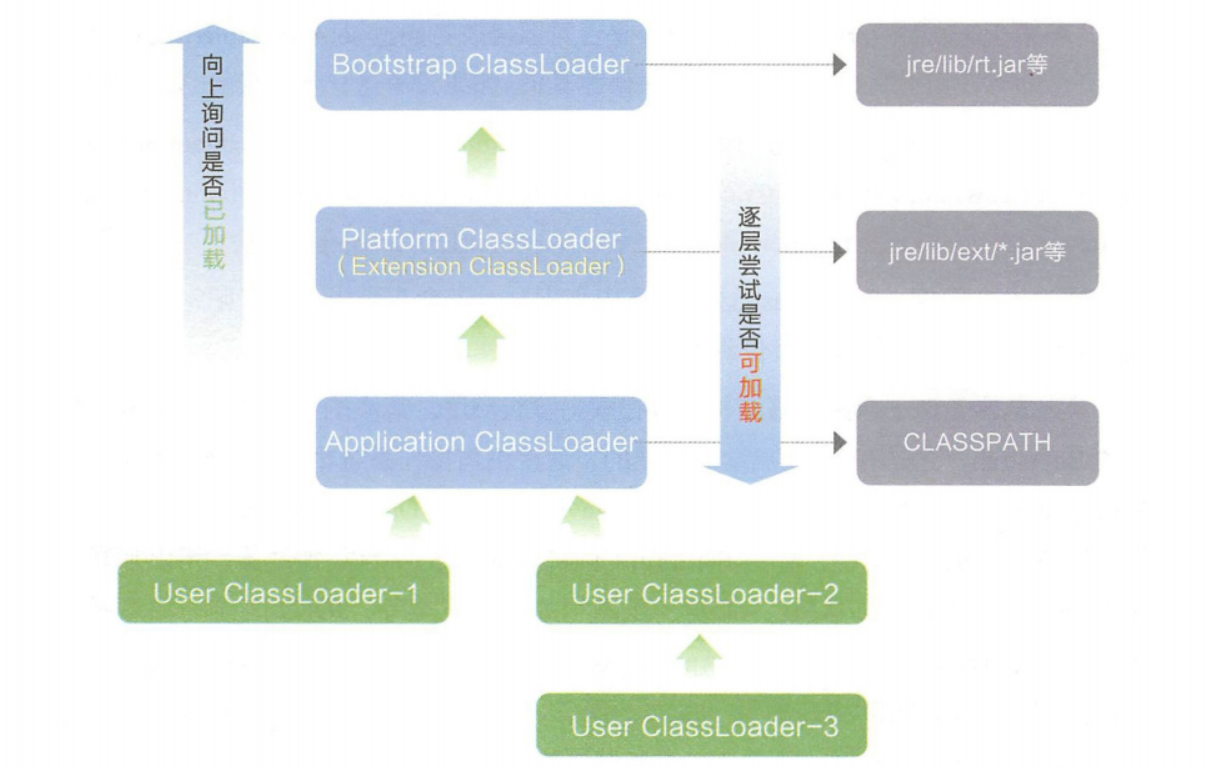 向上询问是否已加载
Bootstrap ClassLoader
jre/lib/rt.jar等
Platform ClassLoader
（Extension ClassLoader）
逐层尝试是否可加载
jre/lib/ext/*.jar等
Application ClassLoader
CLASSPATH
User ClassLoader-1
User ClassLoader-2
User ClassLoader-3